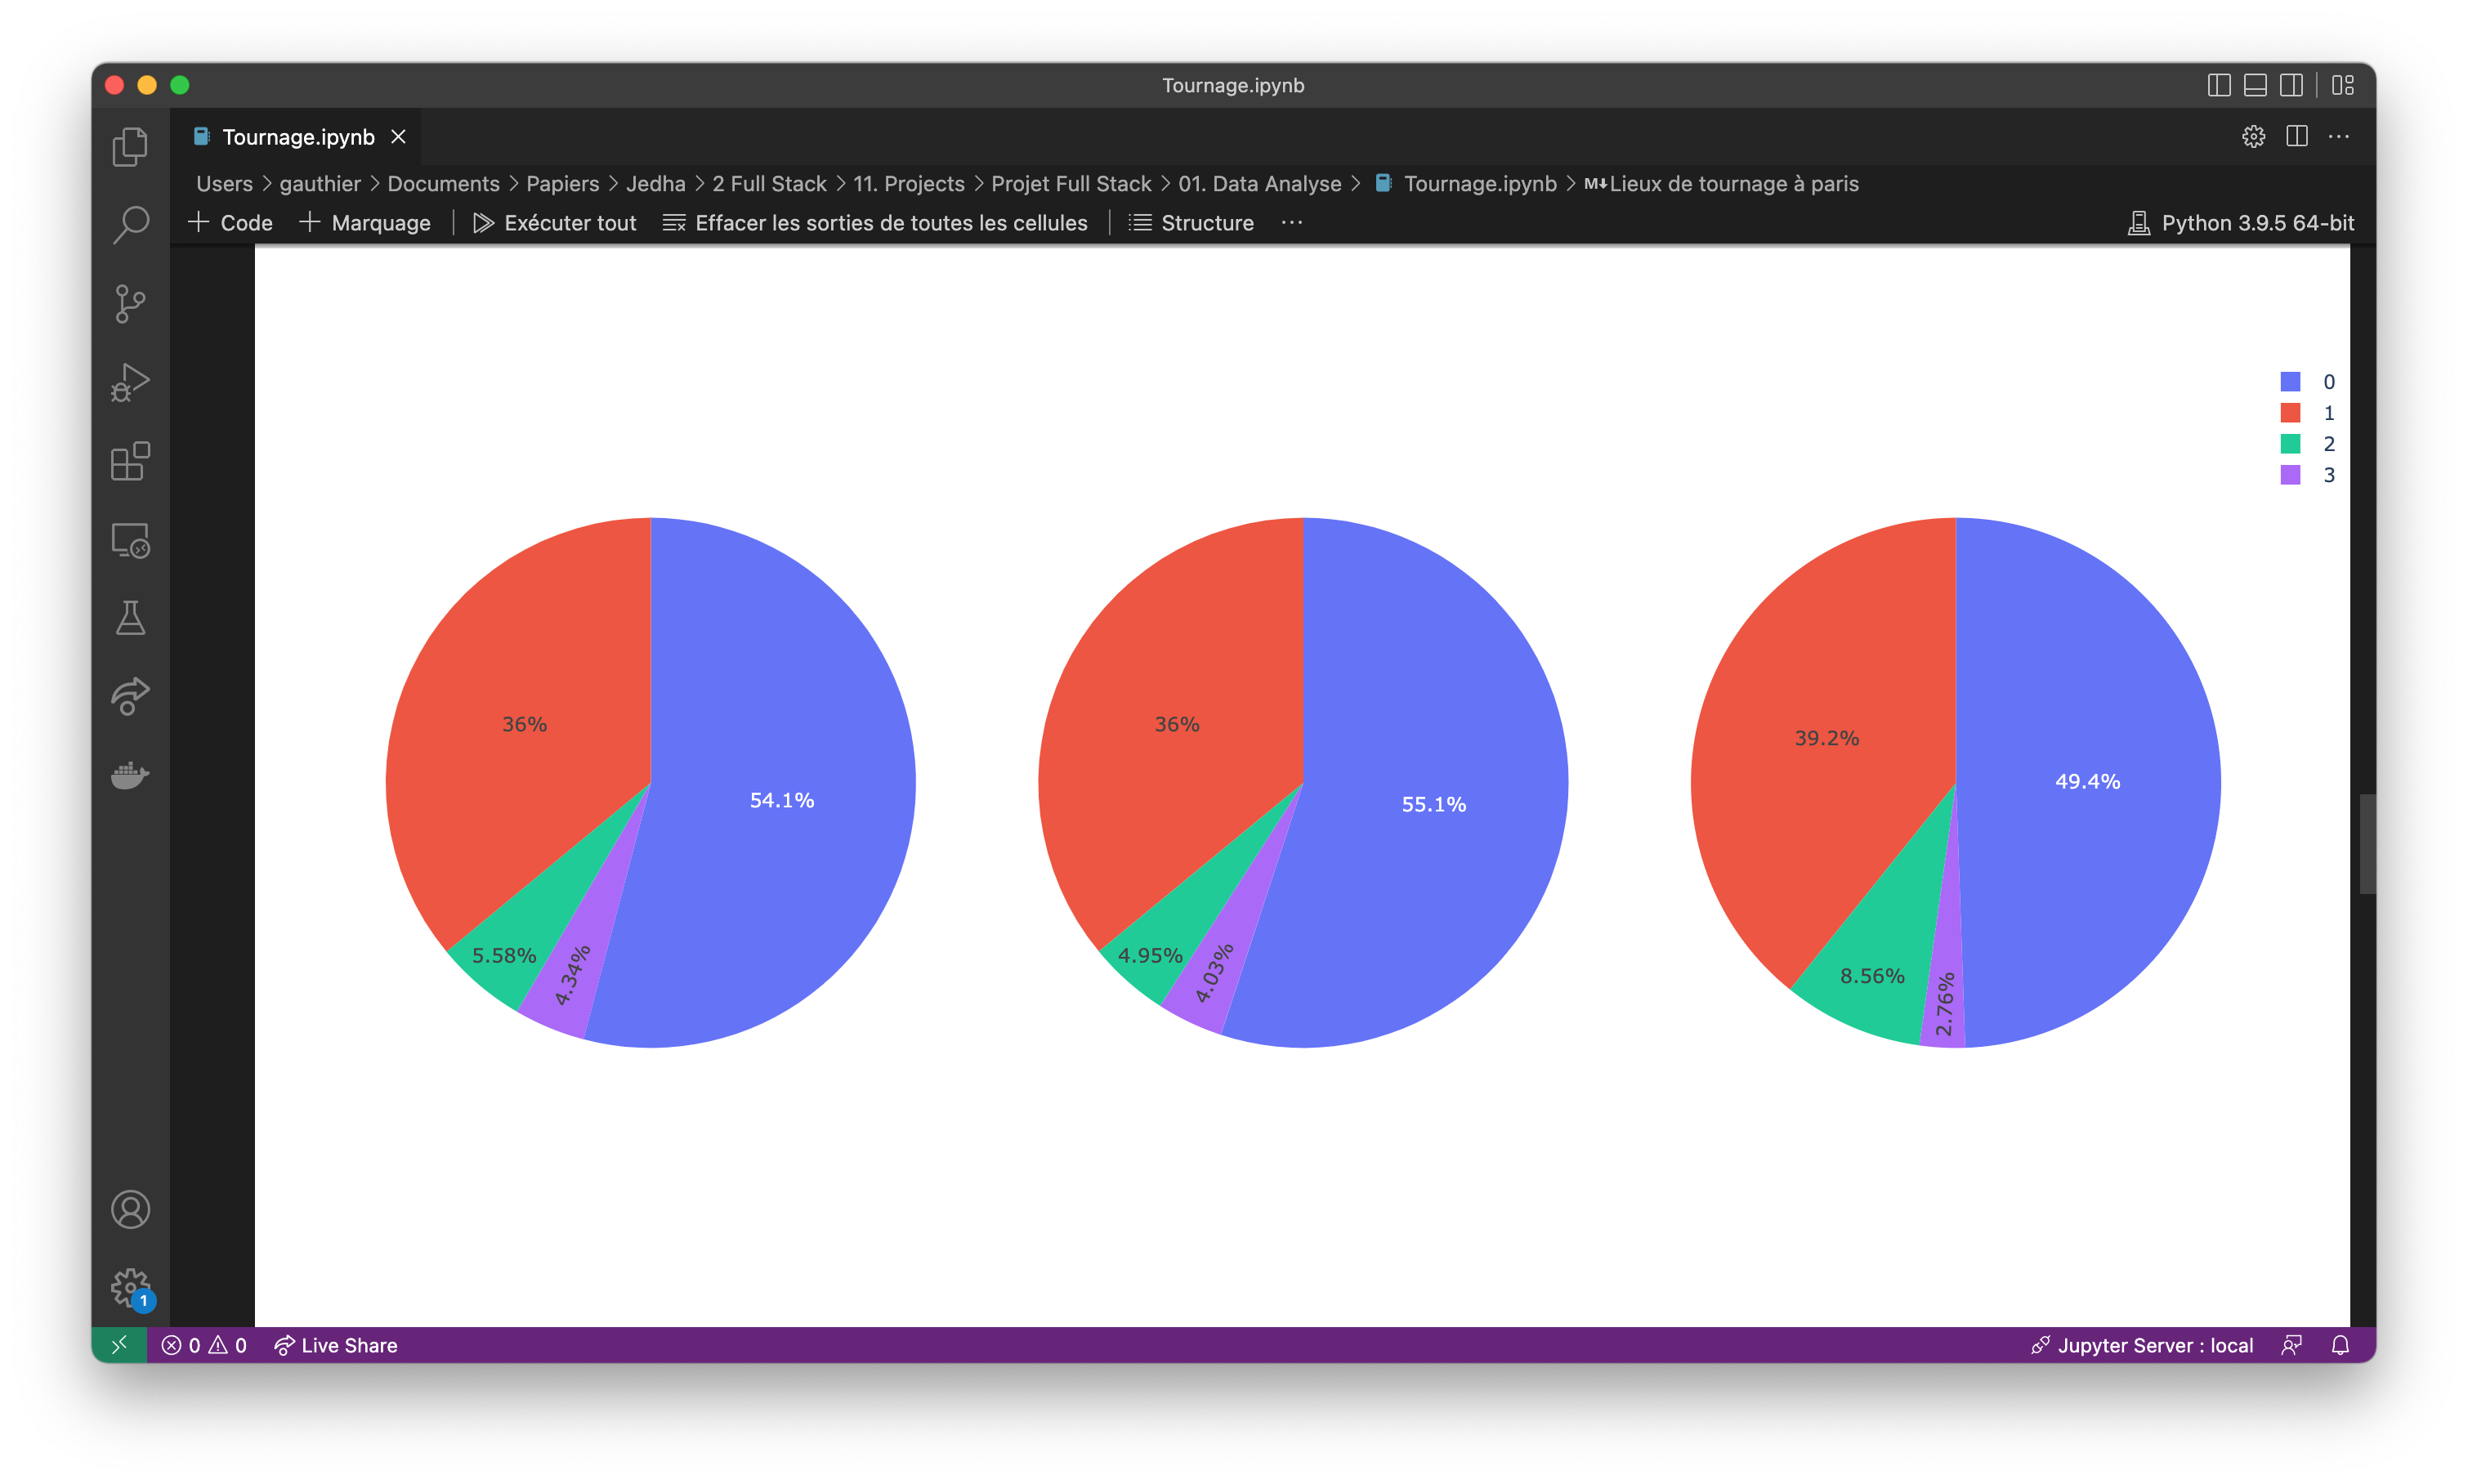 Tournage.ipynb
Tournage.ipynb
Users > gauthier > Documents > Papiers > Jedha > 2 Full Stack > 11. Projects > Projet Full Stack > 01. Data Analyse > Tournage.ipynb > M↓Lieux de tournage à paris
+ Code + Marquage Exécuter tout Effacer les sorties de toutes les cellules Structure ... Python 3.9.5 64-bit
0
1
2
3
36% 54.1% 5.58% 4.34%
36% 55.1% 4.95% 4.03%
39.2% 49.4% 8.56% 2.76%
1
0 0 Live Share Jupyter Server : local